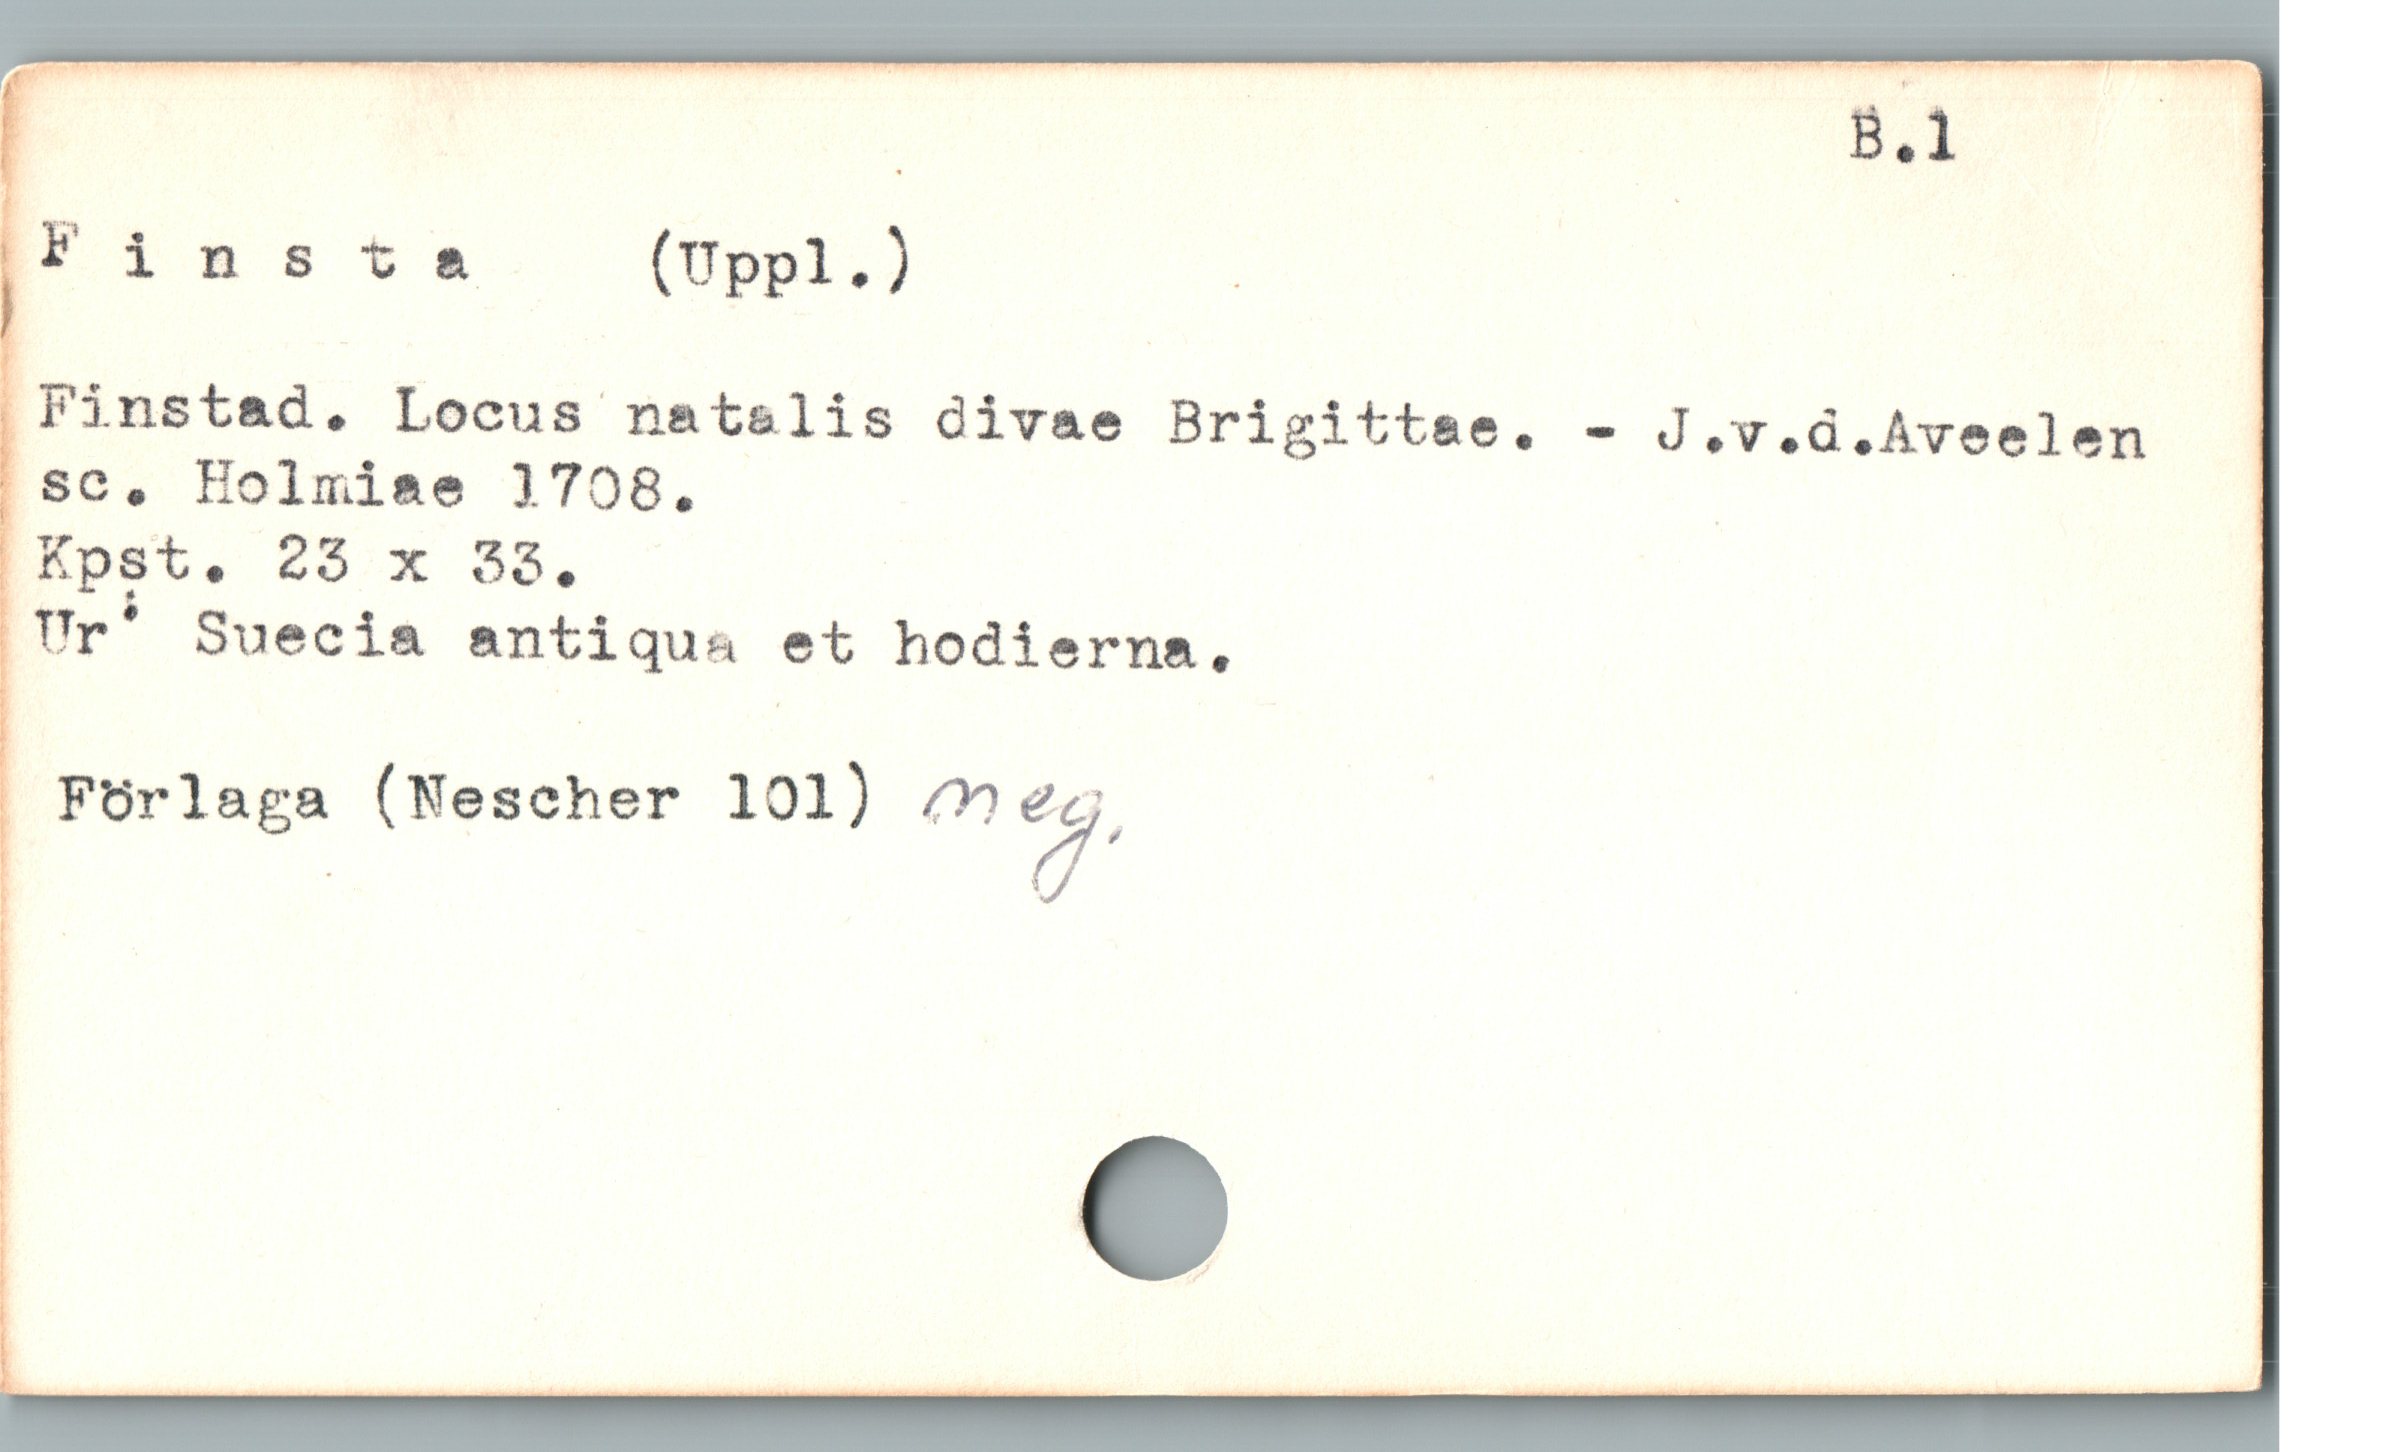 B.1
F i n s t a (Uppl.)
Finstad. Locus natalis divae Brigittae. - J.v.d.Aveelen
sc. Holmiae 1708.
Kpst. 23 x 33.
Ur: Suecia antiqua et hodierna.
Förlaga (Nescher 101) neg.